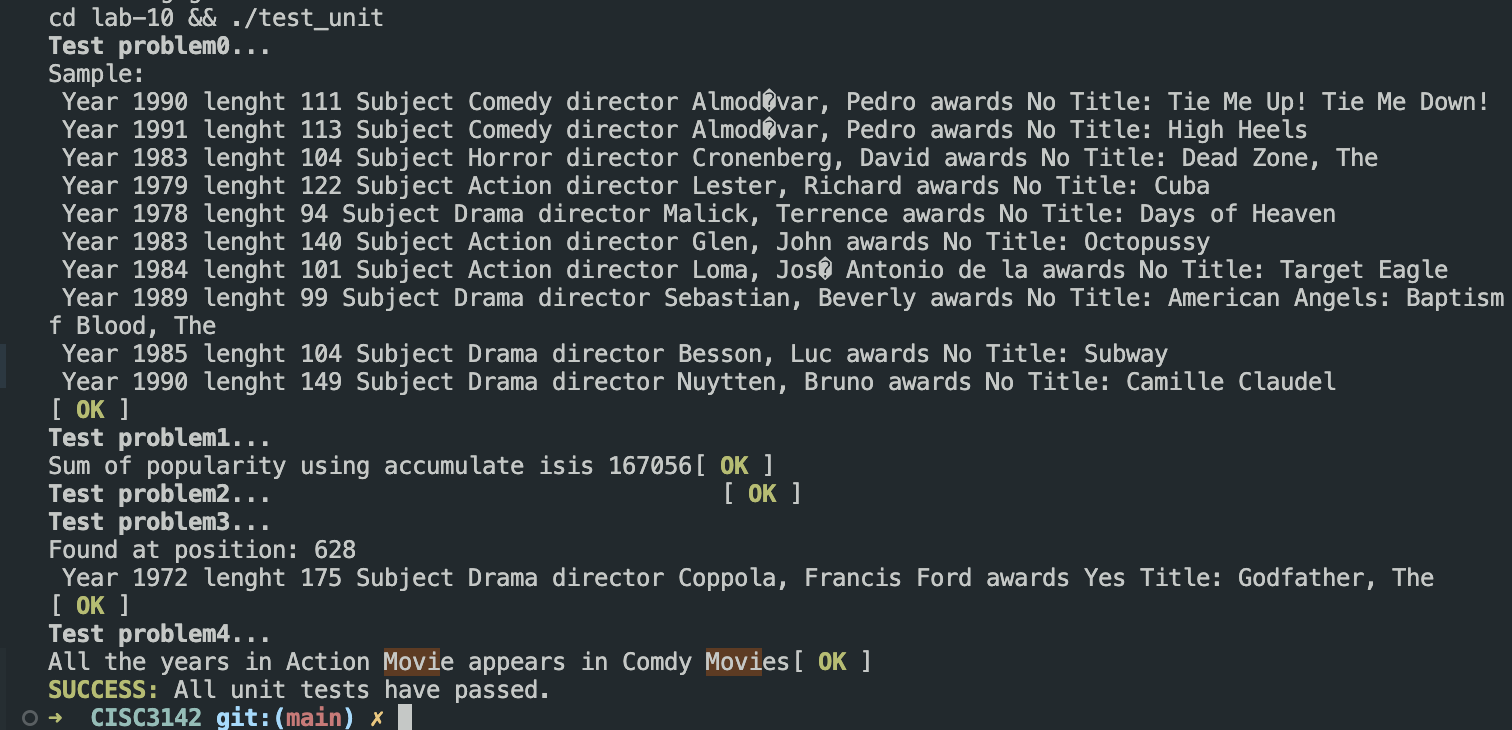 cd lab-10 && ./test_unit
Test problem0...
Sample:
Year 1990 lenght 111 Subject Comedy director Almod�var, Pedro awards No Title: Tie Me Up! Tie Me Down!
Year 1991 lenght 113 Subject Comedy director Almod�var, Pedro awards No Title: High Heels
Year 1983 lenght 104 Subject Horror director Cronenberg, David awards No Title: Dead Zone, The
Year 1979 lenght 122 Subject Action director Lester, Richard awards No Title: Cuba
Year 1978 lenght 94 Subject Drama director Malick, Terrence awards No Title: Days of Heaven
Year 1983 lenght 140 Subject Action director Glen, John awards No Title: Octopussy
Year 1984 lenght 101 Subject Action director Loma, Jos� Antonio de la awards No Title: Target Eagle
Year 1989 lenght 99 Subject Drama director Sebastian, Beverly awards No Title: American Angels: Baptism
f Blood, The
Year 1985 lenght 104 Subject Drama director Besson, Luc awards No Title: Subway
Year 1990 lenght 149 Subject Drama director Nuytten, Bruno awards No Title: Camille Claudel
[ OK ]
Test problem1...
Sum of popularity using accumulate isis 167056[ OK ]
Test problem2... [ OK ]
Test problem3...
Found at position: 628
Year 1972 lenght 175 Subject Drama director Coppola, Francis Ford awards Yes Title: Godfather, The
[ OK ]
Test problem4...
All the years in Action Movie appears in Comdy Movies[ OK ]
SUCCESS: All unit tests have passed.
➜ CISC3142 git:(main) ✗